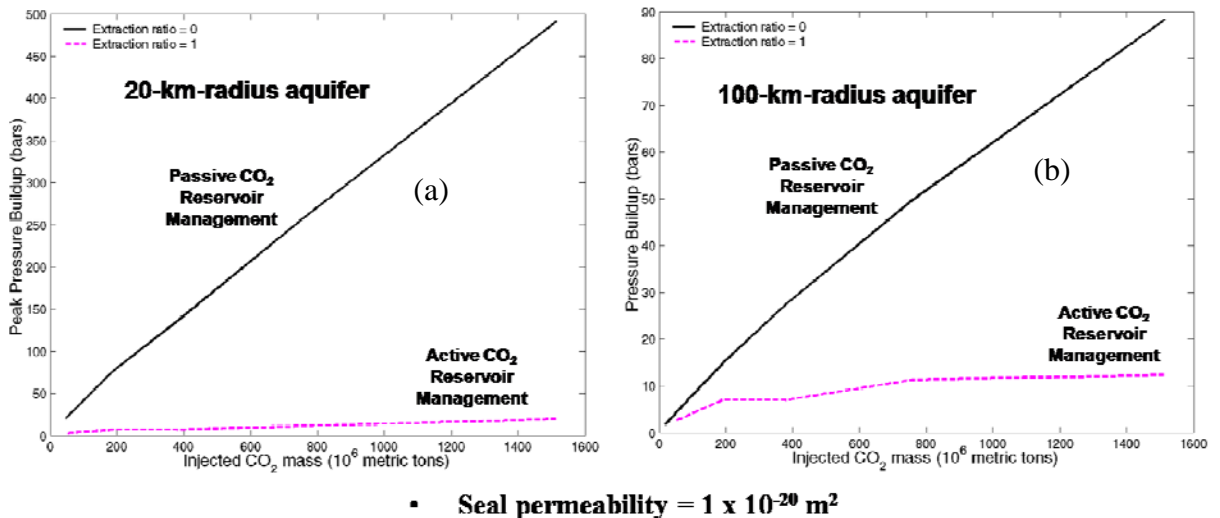 Extraction ratio = 0
Extraction ratio = 1
20-km-radius aquifer
Passive CO₂
Reservoir
Management
(a)
Active CO₂
Reservoir
Management
Peak Pressure Buildup (bars)
500
450
400
350
300
250
200
150
100
50
0
0 200 400 600 800 1000 1200 1400 1600
Injected CO₂ mass (10⁶ metric tons)
Extraction ratio = 0
Extraction ratio = 1
100-km-radius aquifer
Passive CO₂
Reservoir
Management
(b)
Active CO₂
Reservoir
Management
Pressure Buildup (bars)
90
80
70
60
50
40
30
20
10
0
0 200 400 600 800 1000 1200 1400 1600
Injected CO₂ mass (10⁶ metric tons)
• Seal permeability = 1 x 10⁻²⁰ m²